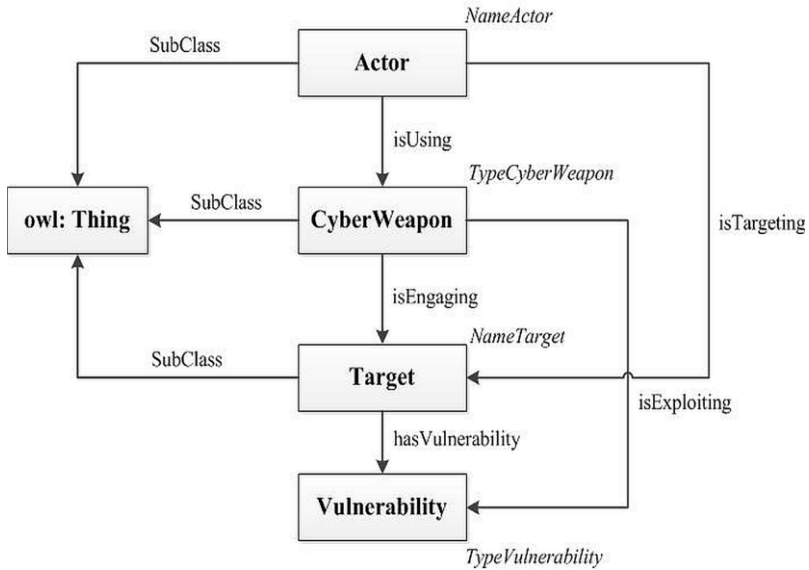 NameActor
SubClass
Actor
isUsing
TypeCyberWeapon
owl: Thing
SubClass
CyberWeapon
isTargeting
isEngaging
NameTarget
SubClass
Target
isExploiting
hasVulnerability
Vulnerability
TypeVulnerability